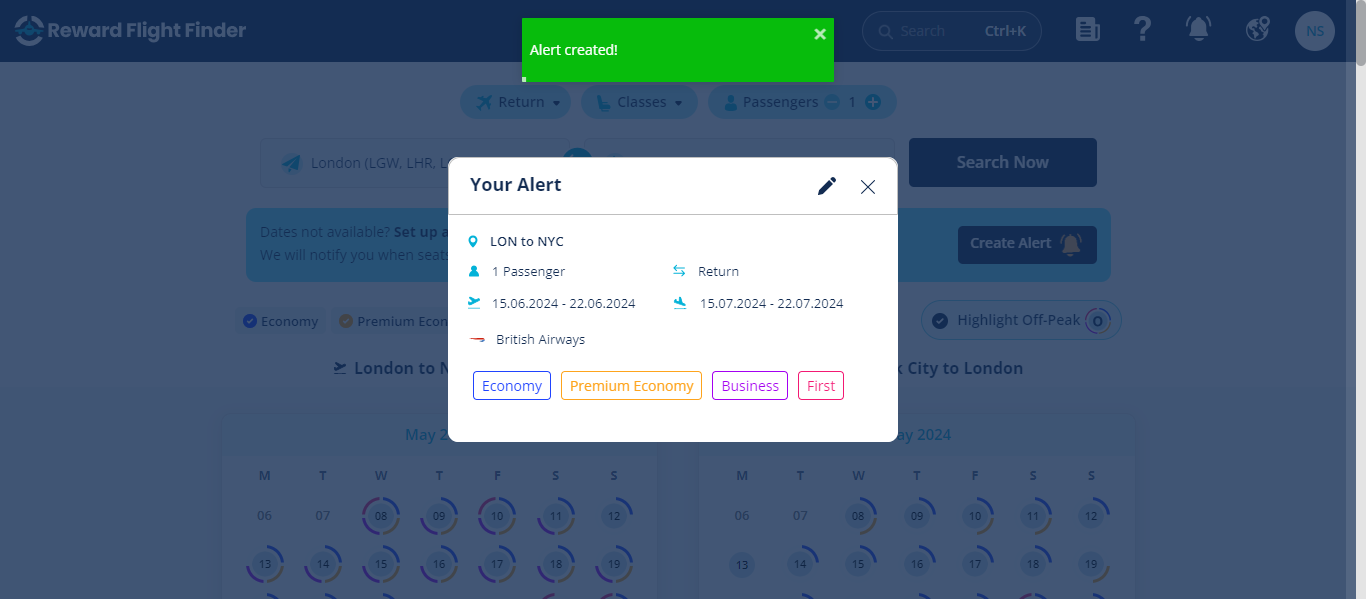 Reward Flight Finder
Alert created!
Search Ctrl+K
NS
Return
Classes
Passengers 1
London (LGW, LHR, L
Search Now
Dates not available? Set up a
We will notify you when seats
Create Alert
Your Alert
LON to NYC
1 Passenger
Return
15.06.2024 - 22.06.2024
15.07.2024 - 22.07.2024
British Airways
Economy
Premium Economy
Business
First
Economy
Premium Econ
Highlight Off-Peak
London to N
City to London
May 2
ay 2024
M T W T F S S
06 07 08 09 10 11 12
13 14 15 16 17 18 19
M T W T F S S
06 07 08 09 10 11 12
13 14 15 16 17 18 19